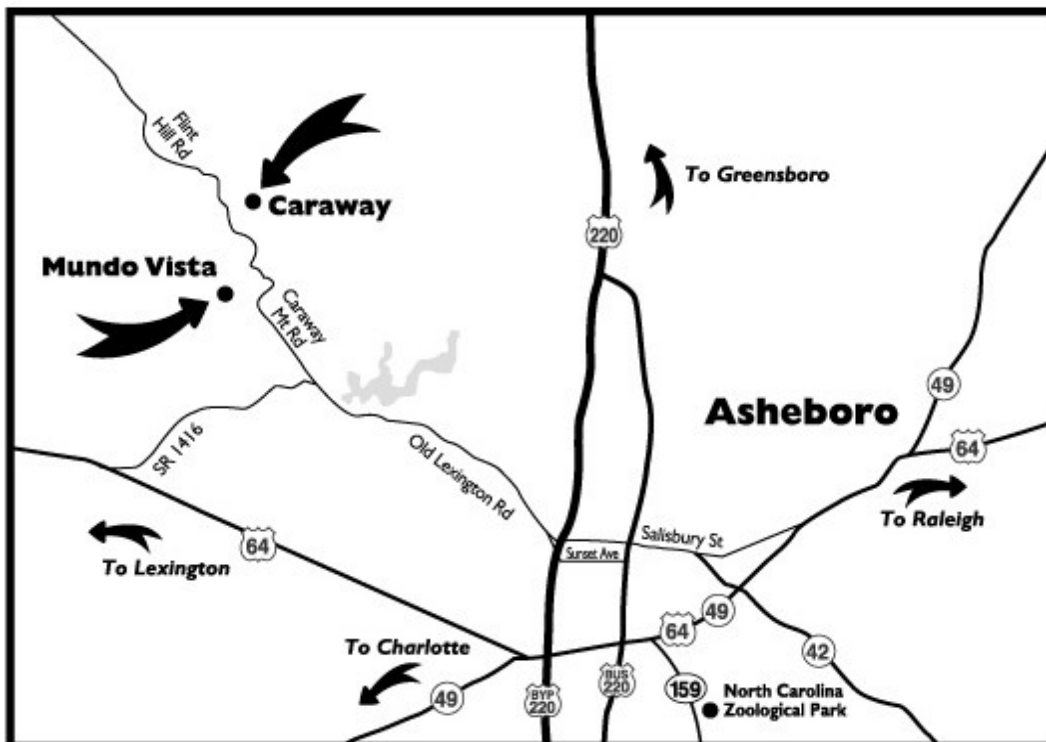 Flint
Hill Rd
Caraway
To Greensboro
220
Mundo Vista
Caraway
Mt Rd
49
Asheboro
64
SR 1416
Old Lexington Rd
To Raleigh
64
To Lexington
Salisbury St
Sunset Ave
49
64
To Charlotte
42
49
BYP
220
BUS
220
159
North Carolina
Zoological Park